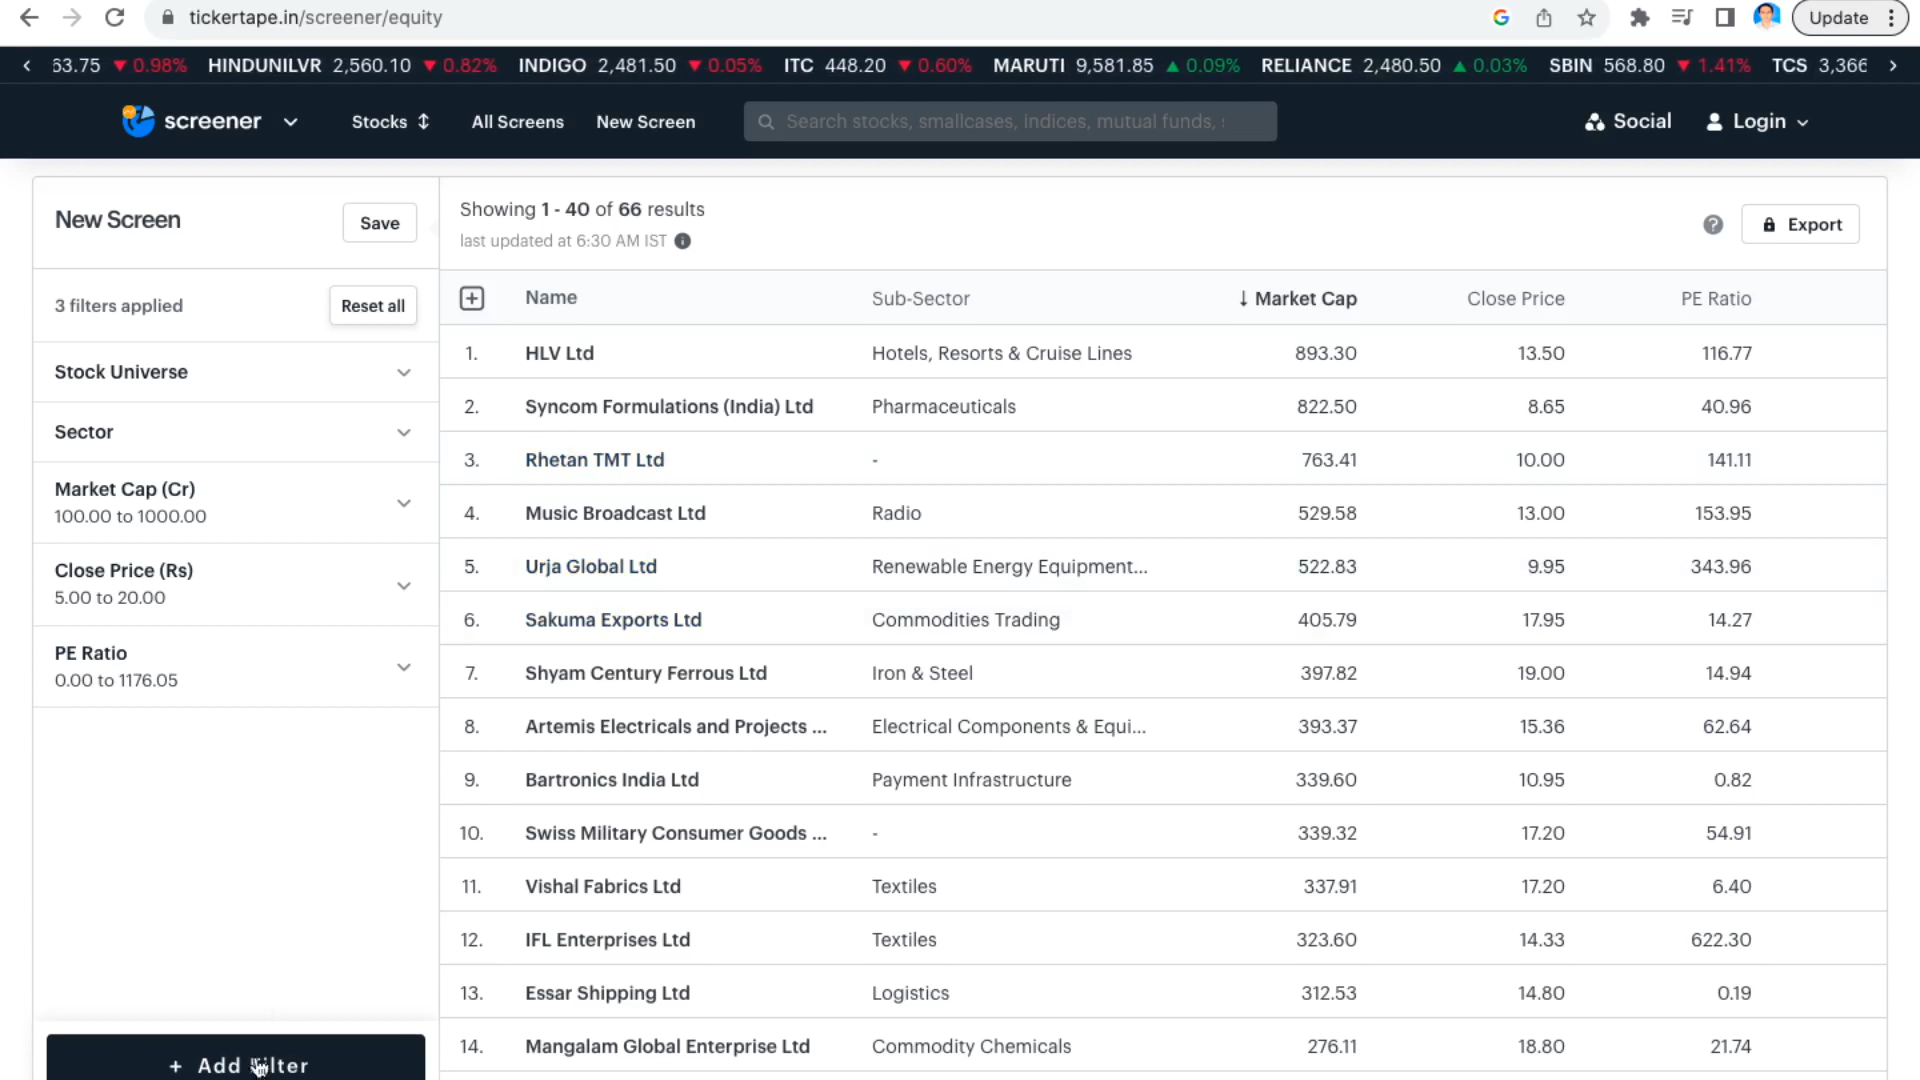 tickertape.in/screener/equity
Update
63.75 ▼ 0.98% HINDUNILVR 2,560.10 ▼ 0.82% INDIGO 2,481.50 ▼ 0.05% ITC 448.20 ▼ 0.60% MARUTI 9,581.85 ▲ 0.09% RELIANCE 2,480.50 ▲ 0.03% SBIN 568.80 ▼ 1.41% TCS 3,366
screener Stocks All Screens New Screen Search stocks, smallcases, indices, mutual funds, Social Login
New Screen
Save
3 filters applied
Reset all
Stock Universe
Sector
Market Cap (Cr)
100.00 to 1000.00
Close Price (Rs)
5.00 to 20.00
PE Ratio
0.00 to 1176.05
+ Add Filter
Showing 1 - 40 of 66 results
last updated at 6:30 AM IST
Export
Name Sub-Sector ↓ Market Cap Close Price PE Ratio
1. HLV Ltd Hotels, Resorts & Cruise Lines 893.30 13.50 116.77
2. Syncom Formulations (India) Ltd Pharmaceuticals 822.50 8.65 40.96
3. Rhetan TMT Ltd - 763.41 10.00 141.11
4. Music Broadcast Ltd Radio 529.58 13.00 153.95
5. Urja Global Ltd Renewable Energy Equipment... 522.83 9.95 343.96
6. Sakuma Exports Ltd Commodities Trading 405.79 17.95 14.27
7. Shyam Century Ferrous Ltd Iron & Steel 397.82 19.00 14.94
8. Artemis Electricals and Projects ... Electrical Components & Equi... 393.37 15.36 62.64
9. Bartronics India Ltd Payment Infrastructure 339.60 10.95 0.82
10. Swiss Military Consumer Goods ... - 339.32 17.20 54.91
11. Vishal Fabrics Ltd Textiles 337.91 17.20 6.40
12. IFL Enterprises Ltd Textiles 323.60 14.33 622.30
13. Essar Shipping Ltd Logistics 312.53 14.80 0.19
14. Mangalam Global Enterprise Ltd Commodity Chemicals 276.11 18.80 21.74